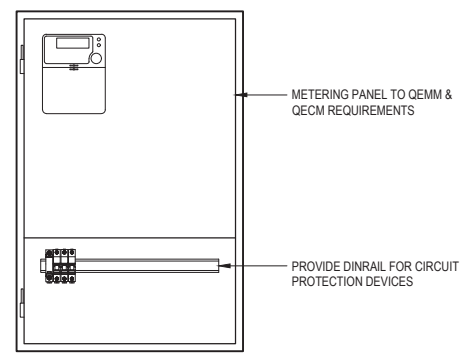 METERING PANEL TO QEMM &
QECM REQUIREMENTS
PROVIDE DINRAIL FOR CIRCUIT
PROTECTION DEVICES